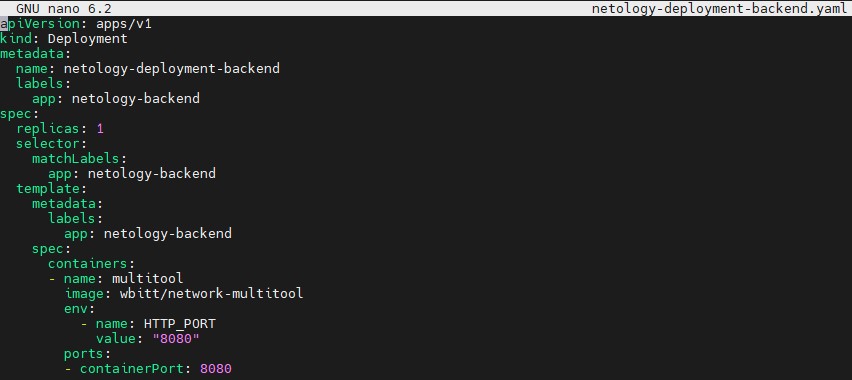 GNU nano 6.2 netology-deployment-backend.yaml
apiVersion: apps/v1
kind: Deployment
metadata:
  name: netology-deployment-backend
  labels:
    app: netology-backend
spec:
  replicas: 1
  selector:
    matchLabels:
      app: netology-backend
  template:
    metadata:
      labels:
        app: netology-backend
    spec:
      containers:
      - name: multitool
        image: wbitt/network-multitool
        env:
          - name: HTTP_PORT
            value: "8080"
        ports:
        - containerPort: 8080